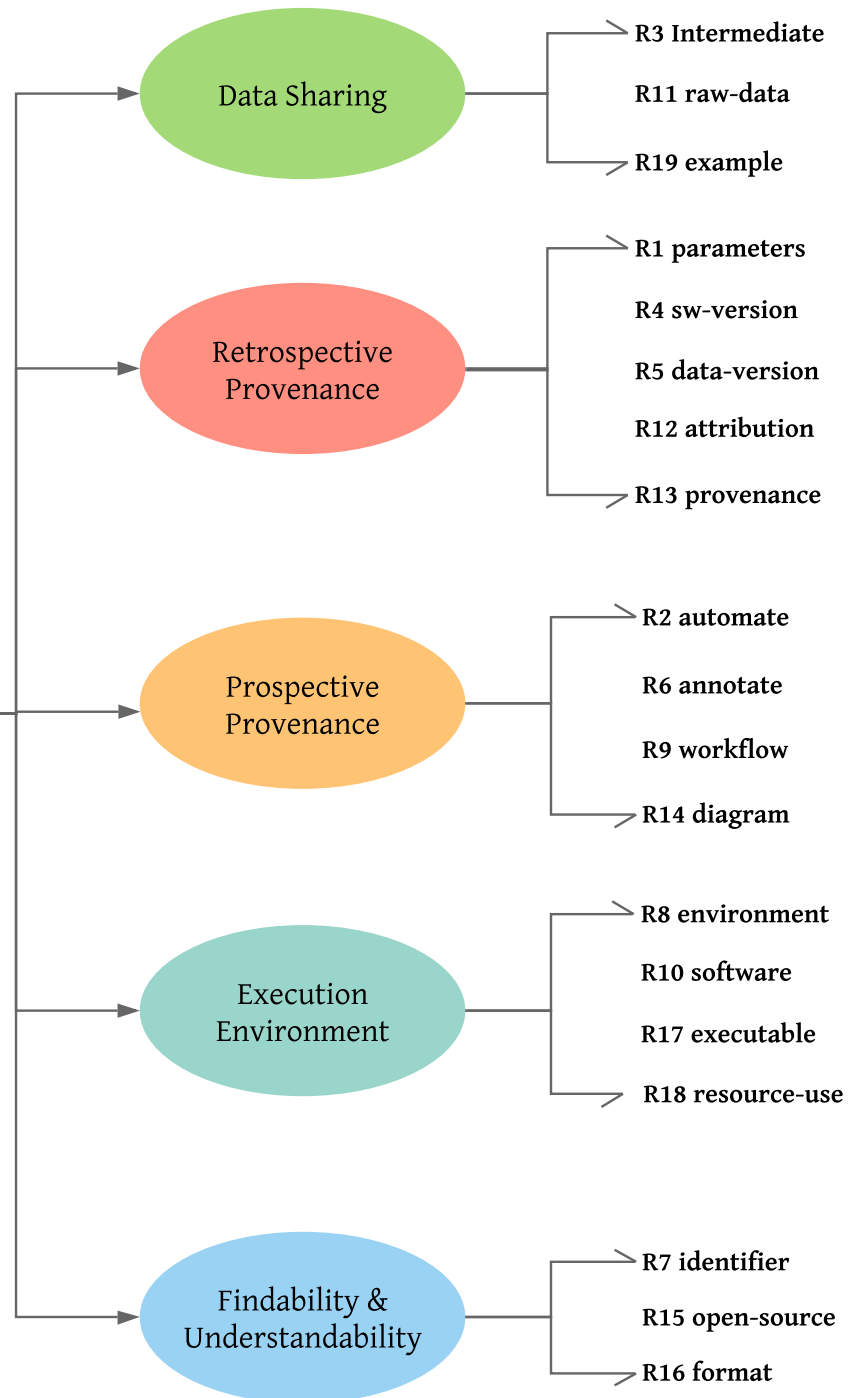 Data Sharing
R3 Intermediate
R11 raw-data
R19 example
Retrospective
Provenance
R1 parameters
R4 sw-version
R5 data-version
R12 attribution
R13 provenance
Prospective
Provenance
R2 automate
R6 annotate
R9 workflow
R14 diagram
Execution
Environment
R8 environment
R10 software
R17 executable
R18 resource-use
Findability &
Understandability
R7 identifier
R15 open-source
R16 format